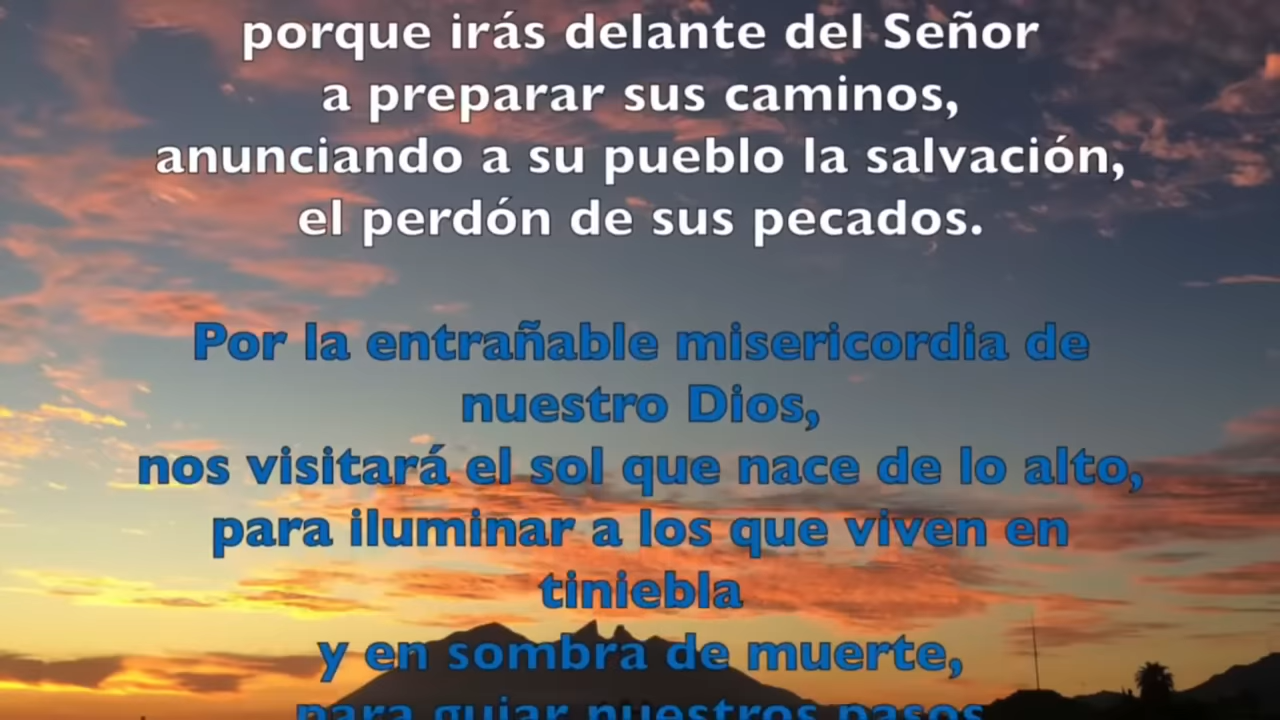 porque irás delante del Señor
a preparar sus caminos,
anunciando a su pueblo la salvación,
el perdón de sus pecados.
Por la entrañable misericordia de
nuestro Dios,
nos visitará el sol que nace de lo alto,
para iluminar a los que viven en
tiniebla
y en sombra de muerte,
para guiar nuestros pasos